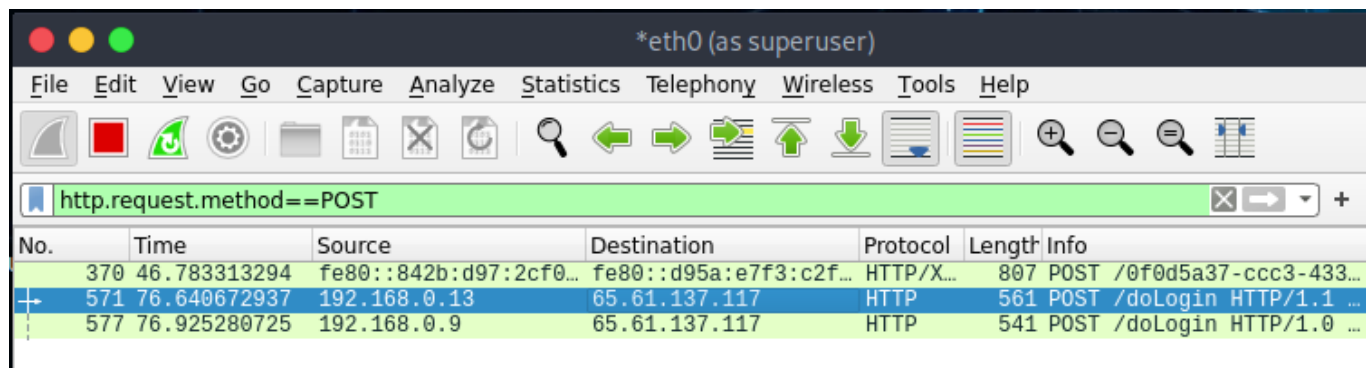 *eth0 (as superuser)
File Edit View Go Capture Analyze Statistics Telephony Wireless Tools Help
http.request.method==POST
No. Time Source Destination Protocol Length Info
370 46.783313294 fe80::842b:d97:2cf0… fe80::d95a:e7f3:c2f… HTTP/X… 807 POST /0f0d5a37-ccc3-433…
571 76.640672937 192.168.0.13 65.61.137.117 HTTP 561 POST /doLogin HTTP/1.1 …
577 76.925280725 192.168.0.9 65.61.137.117 HTTP 541 POST /doLogin HTTP/1.0 …